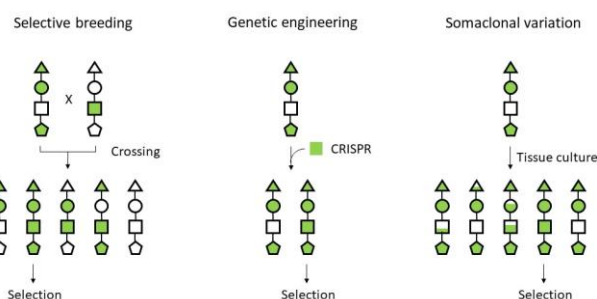 Selective breeding
Genetic engineering
Somaclonal variation
X
Crossing
CRISPR
Tissue culture
Selection
Selection
Selection